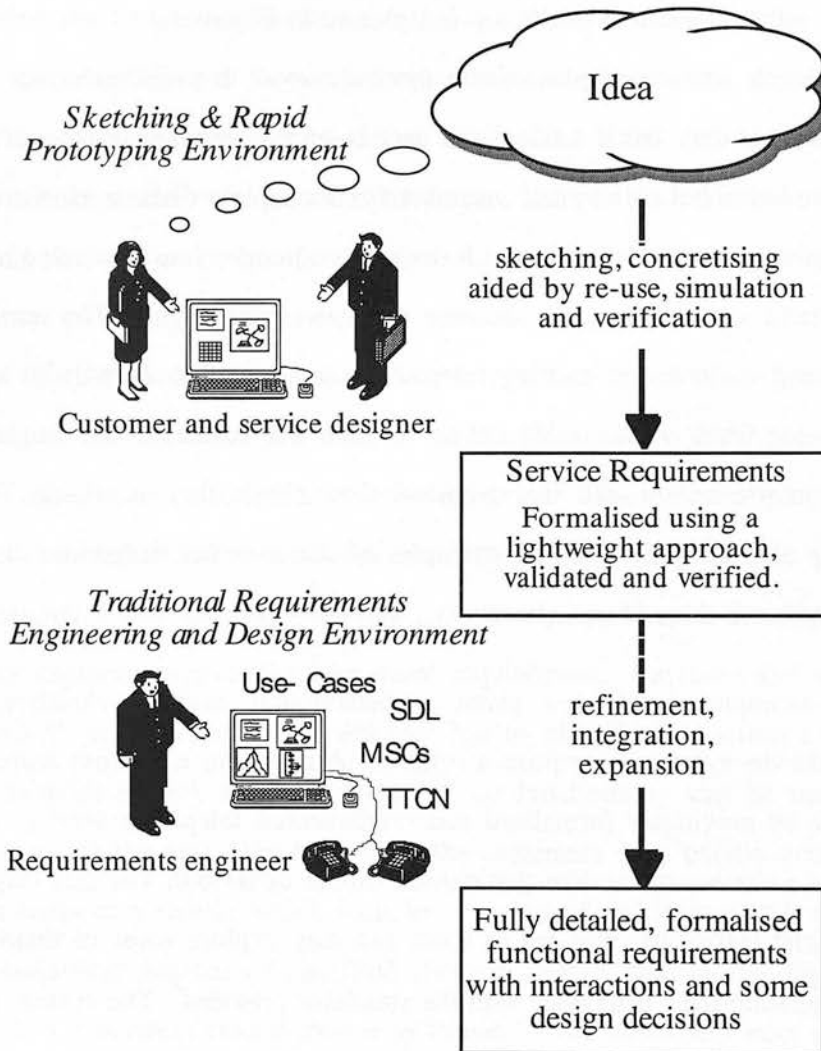 Idea
Sketching & Rapid
Prototyping Environment
sketching, concretising
aided by re-use, simulation
and verification
Customer and service designer
Service Requirements
Formalised using a
lightweight approach,
validated and verified.
Traditional Requirements
Engineering and Design Environment
Use-Cases
SDL
MSCs
TTCN
refinement,
integration,
expansion
Requirements engineer
Fully detailed, formalised
functional requirements
with interactions and some
design decisions